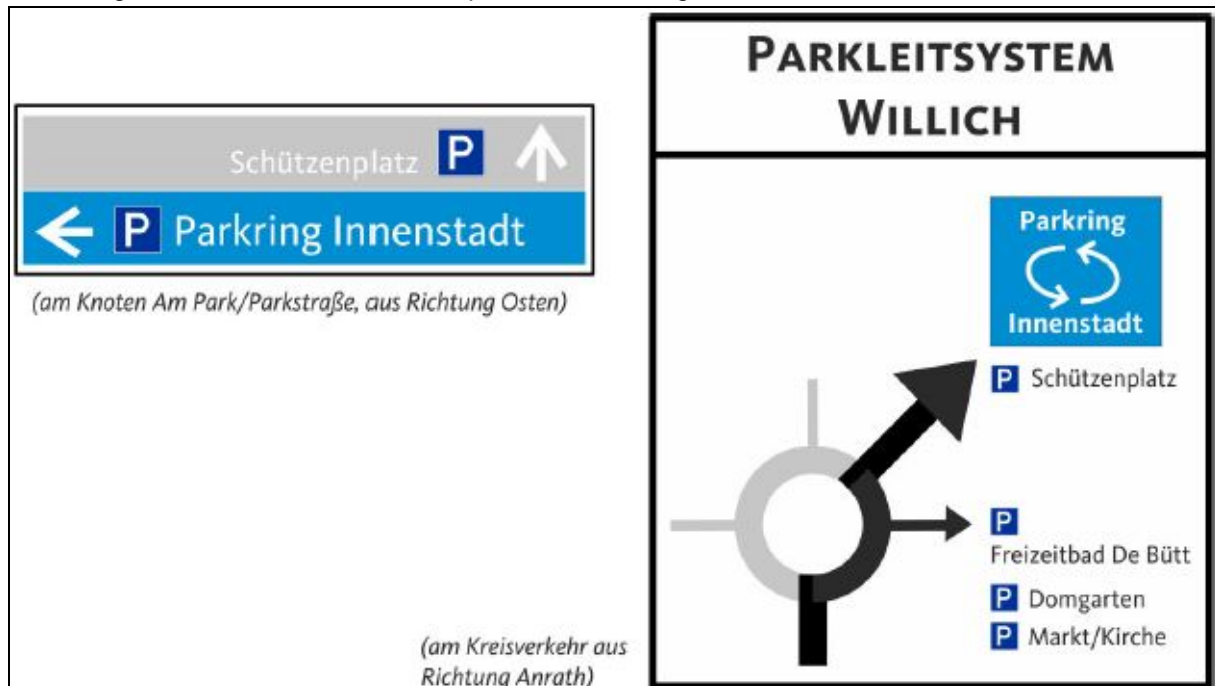 Schützenplatz P
P Parkring Innenstadt
(am Knoten Am Park/Parkstraße, aus Richtung Osten)
PARKLEITSYSTEM
WILLICH
Parkring
Innenstadt
P Schützenplatz
P
Freizeitbad De Bütt
P Domgarten
P Markt/Kirche
(am Kreisverkehr aus
Richtung Anrath)